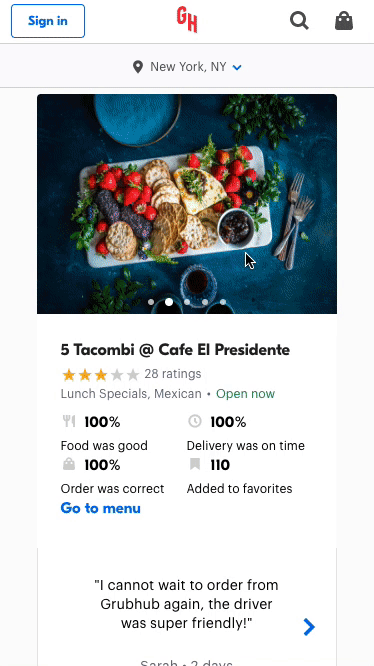 Sign in
GH
New York, NY
5 Tacombi @ Cafe El Presidente
28 ratings
Lunch Specials, Mexican • Open now
100%
Food was good
100%
Delivery was on time
100%
Order was correct
110
Added to favorites
Go to menu
"I cannot wait to order from
Grubhub again, the driver
was super friendly!"
Sarah • 2 days